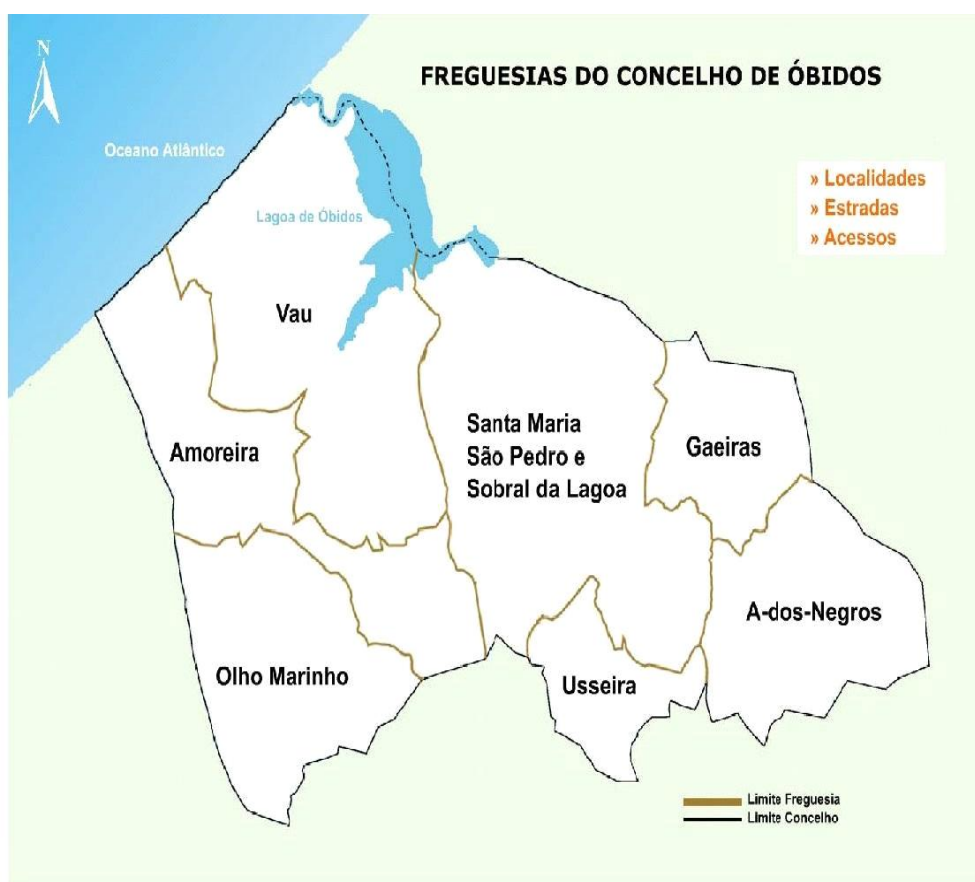 N
FREGUESIAS DO CONCELHO DE ÓBIDOS
Oceano Atlântico
» Localidades
» Estradas
» Acessos
Lagoa de Óbidos
Vau
Amoreira
Santa Maria
São Pedro e
Sobral da Lagoa
Gaeiras
A-dos-Negros
Olho Marinho
Usseira
Limite Freguesia
Limite Concelho